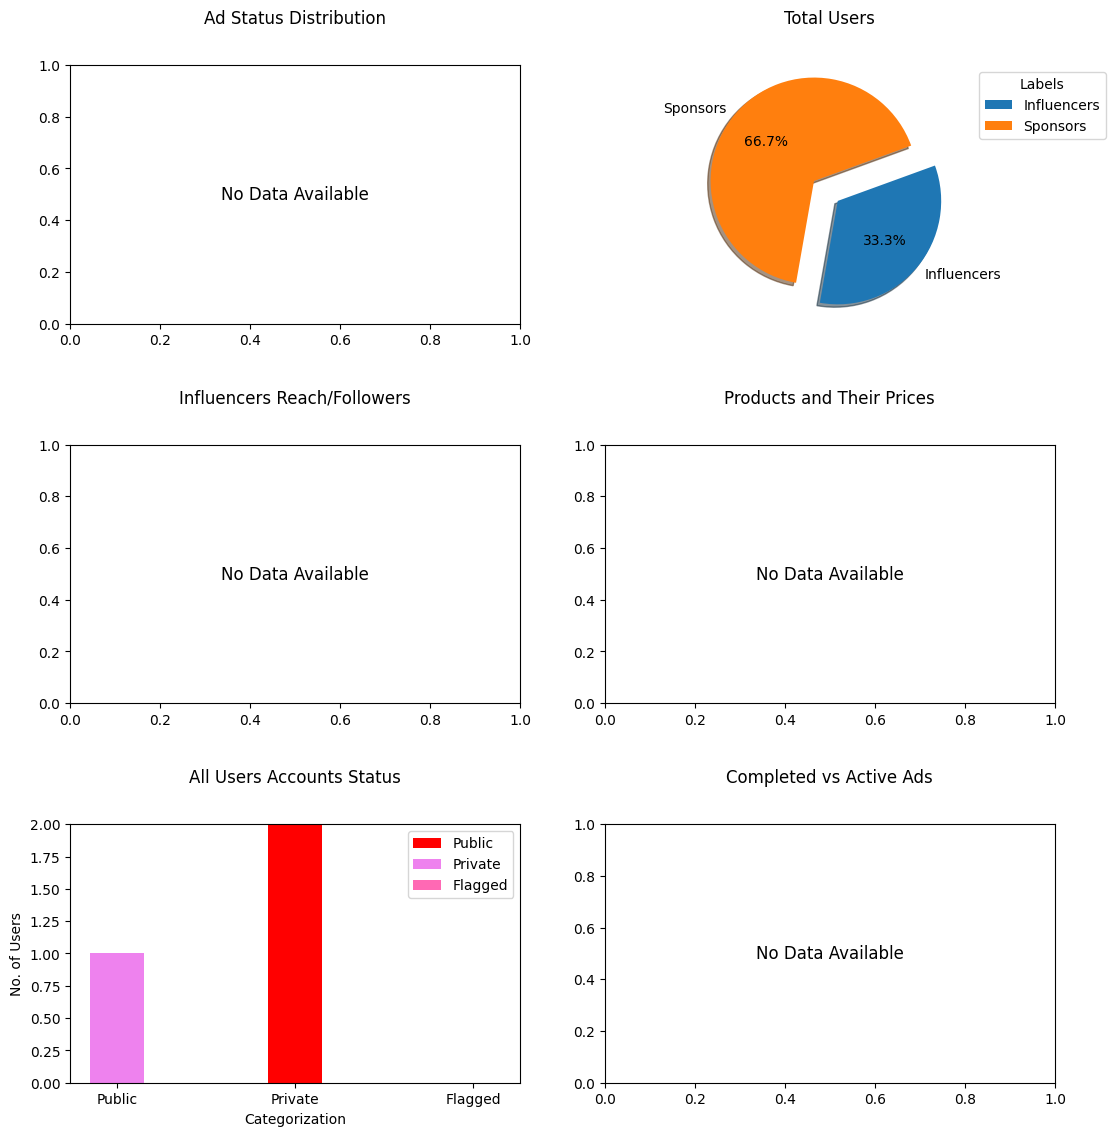 Ad Status Distribution
1.0
0.8
0.6
0.4
0.2
0.0
No Data Available
0.0 0.2 0.4 0.6 0.8 1.0
Total Users
Sponsors
66.7%
33.3%
Influencers
Labels
Influencers
Sponsors
Influencers Reach/Followers
1.0
0.8
0.6
0.4
0.2
0.0
No Data Available
0.0 0.2 0.4 0.6 0.8 1.0
Products and Their Prices
1.0
0.8
0.6
0.4
0.2
0.0
No Data Available
0.0 0.2 0.4 0.6 0.8 1.0
All Users Accounts Status
No. of Users
2.00
1.75
1.50
1.25
1.00
0.75
0.50
0.25
0.00
Public
Private
Flagged
Public Private Flagged
Categorization
Completed vs Active Ads
1.0
0.8
0.6
0.4
0.2
0.0
No Data Available
0.0 0.2 0.4 0.6 0.8 1.0